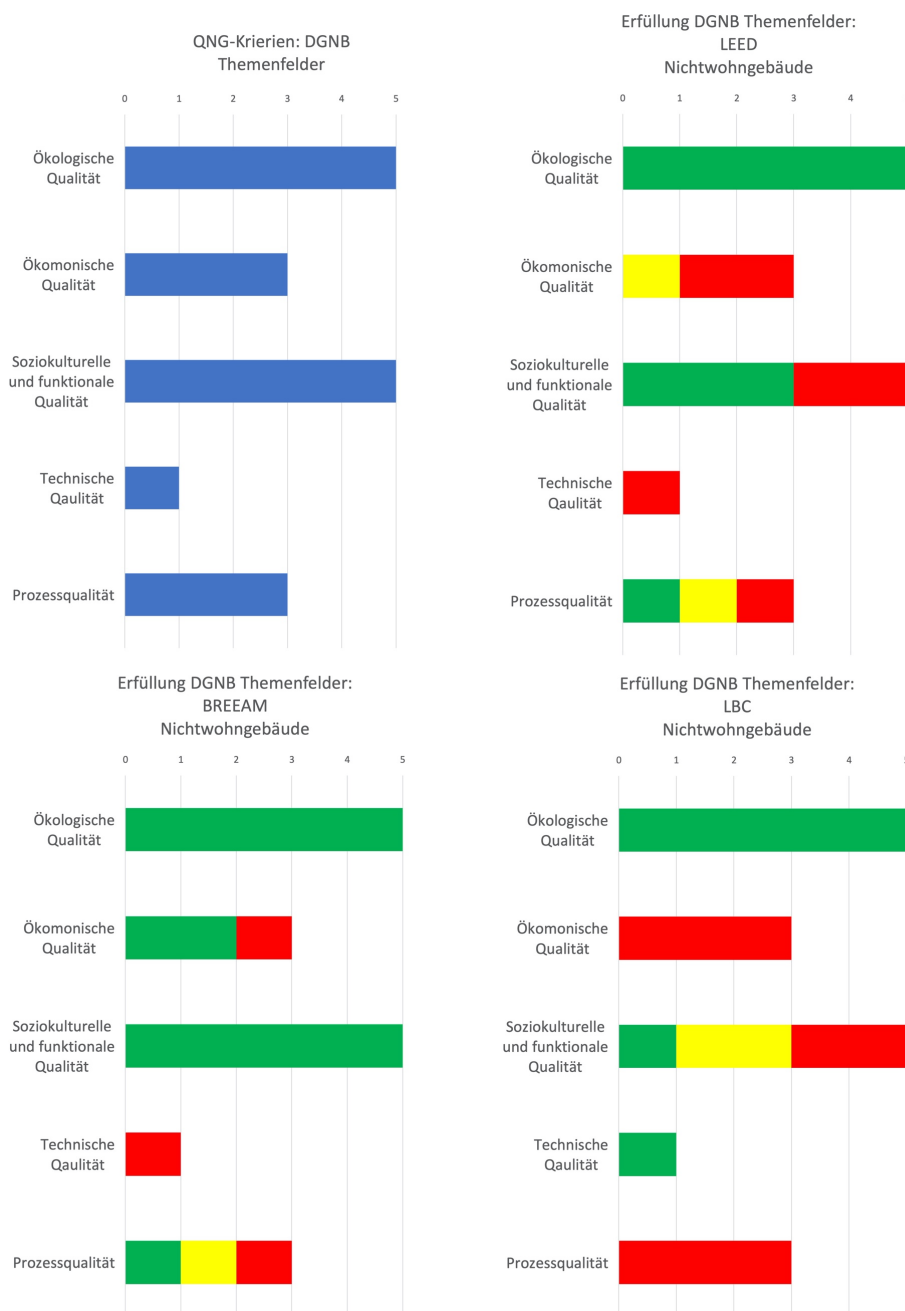 QNG-Krierien: DGNB
Themenfelder
0 1 2 3 4 5
Ökologische
Qualität
Ökomonische
Qualität
Soziokulturelle
und funktionale
Qualität
Technische
Qaulität
Prozessqualität
Erfüllung DGNB Themenfelder:
LEED
Nichtwohngebäude
0 1 2 3 4
Ökologische
Qualität
Ökomonische
Qualität
Soziokulturelle
und funktionale
Qualität
Technische
Qaulität
Prozessqualität
Erfüllung DGNB Themenfelder:
BREEAM
Nichtwohngebäude
0 1 2 3 4 5
Ökologische
Qualität
Ökomonische
Qualität
Soziokulturelle
und funktionale
Qualität
Technische
Qaulität
Prozessqualität
Erfüllung DGNB Themenfelder:
LBC
Nichtwohngebäude
0 1 2 3 4
Ökologische
Qualität
Ökomonische
Qualität
Soziokulturelle
und funktionale
Qualität
Technische
Qaulität
Prozessqualität